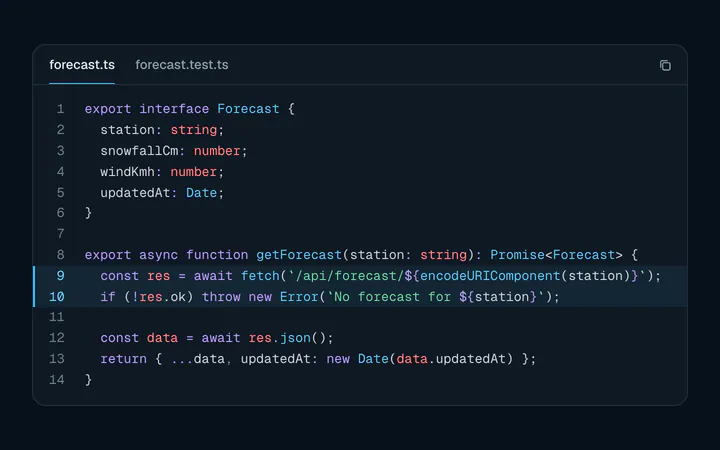 forecast.ts forecast.test.ts
1 export interface Forecast {
2   station: string;
3   snowfallCm: number;
4   windKmh: number;
5   updatedAt: Date;
6 }
7
8 export async function getForecast(station: string): Promise<Forecast> {
9   const res = await fetch(`/api/forecast/${encodeURIComponent(station)}`);
10   if (!res.ok) throw new Error(`No forecast for ${station}`);
11
12   const data = await res.json();
13   return { ...data, updatedAt: new Date(data.updatedAt) };
14 }